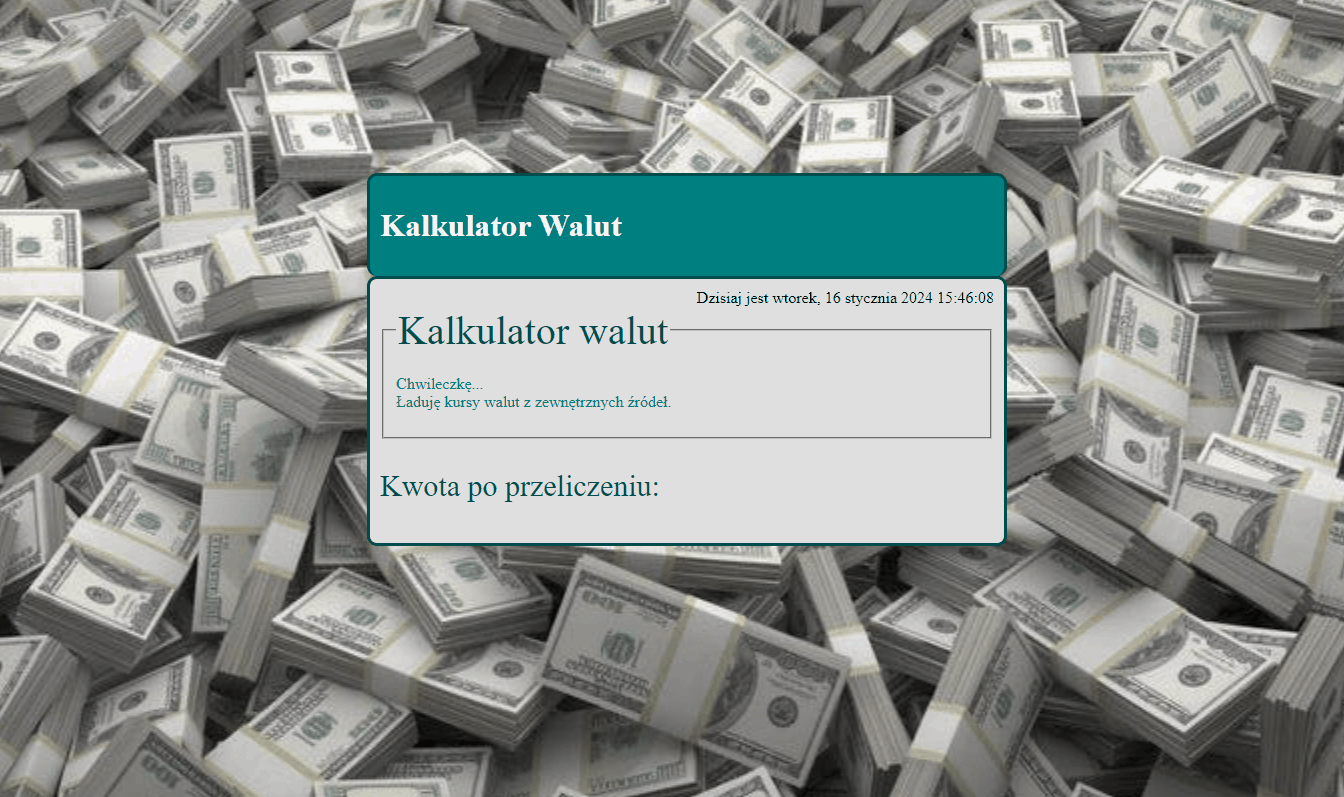 Kalkulator Walut
Dzisiaj jest wtorek, 16 stycznia 2024 15:46:08
Kalkulator walut
Chwileczkę...
Ładuję kursy walut z zewnętrznych źródeł.
Kwota po przeliczeniu: